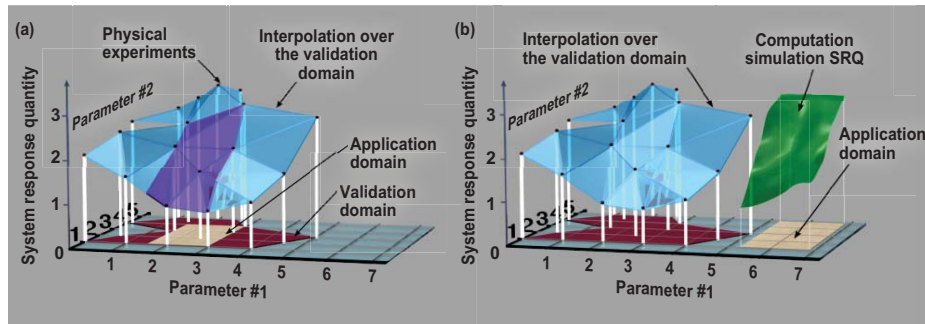 (a)
Physical
experiments
Interpolation over
the validation
domain
Parameter #2
System response quantity
3
2
1
0
12345
Application
domain
Validation
domain
1 2 3 4 5 6 7
Parameter #1
(b)
Interpolation over
the validation domain
Computation
simulation SRQ
Parameter #2
System response quantity
3
2
1
0
12345
Application
domain
1 2 3 4 5 6 7
Parameter #1